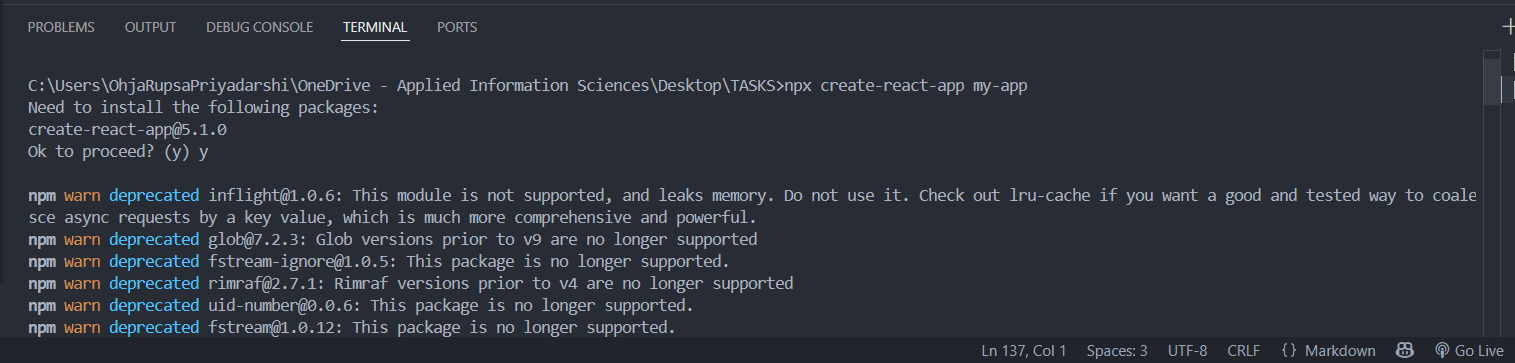 PROBLEMS OUTPUT DEBUG CONSOLE TERMINAL PORTS
C:\Users\OhjaRupsaPriyadarshi\OneDrive - Applied Information Sciences\Desktop\TASKS>npx create-react-app my-app
Need to install the following packages:
create-react-app@5.1.0
Ok to proceed? (y) y
npm warn deprecated inflight@1.0.6: This module is not supported, and leaks memory. Do not use it. Check out lru-cache if you want a good and tested way to coale
sce async requests by a key value, which is much more comprehensive and powerful.
npm warn deprecated glob@7.2.3: Glob versions prior to v9 are no longer supported
npm warn deprecated fstream-ignore@1.0.5: This package is no longer supported.
npm warn deprecated rimraf@2.7.1: Rimraf versions prior to v4 are no longer supported
npm warn deprecated uid-number@0.0.6: This package is no longer supported.
npm warn deprecated fstream@1.0.12: This package is no longer supported.
Ln 137, Col 1 Spaces: 3 UTF-8 CRLF {} Markdown Go Live